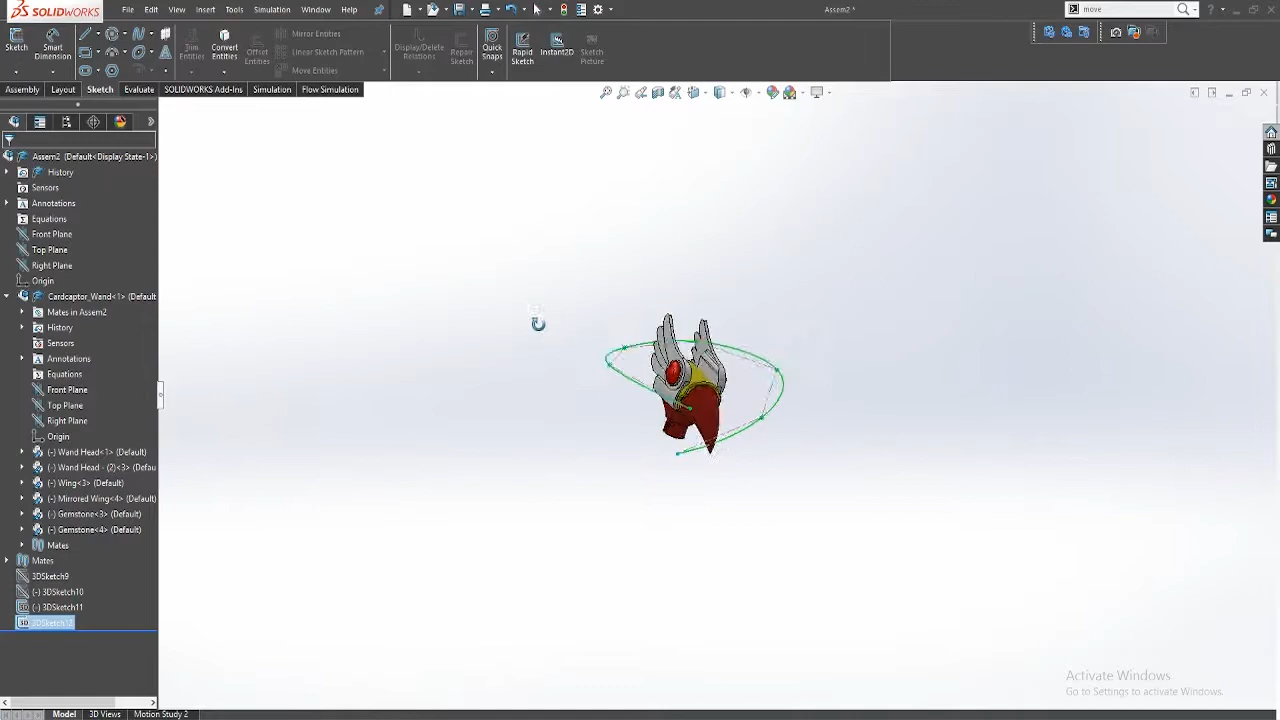 SOLIDWORKS
File Edit View Insert Tools Simulation Window Help
Assem2 *
move
Sketch
Smart Dimension
Trim Entities
Convert Entities
Offset Entities
Mirror Entities
Linear Sketch Pattern
Move Entities
Display/Delete Relations
Repair Sketch
Quick Snaps
Rapid Sketch
Instant2D
Sketch Picture
Assembly Layout Sketch Evaluate SOLIDWORKS Add-Ins Simulation Flow Simulation
Assem2 (Default<Display State-1>)
History
Sensors
Annotations
Equations
Front Plane
Top Plane
Right Plane
Origin
Cardcaptor_Wand<1> (Default
Mates in Assem2
History
Sensors
Annotations
Equations
Front Plane
Top Plane
Right Plane
Origin
(-) Wand Head<1> (Default)
(-) Wand Head - (2)<3> (Defau
(-) Wing<3> (Default)
(-) Mirrored Wing<4> (Default)
(-) Gemstone<3> (Default)
(-) Gemstone<4> (Default)
Mates
Mates
3DSketch9
(-) 3DSketch10
(-) 3DSketch11
3DSketch12
Activate Windows
Go to Settings to activate Windows.
Model 3D Views Motion Study 2